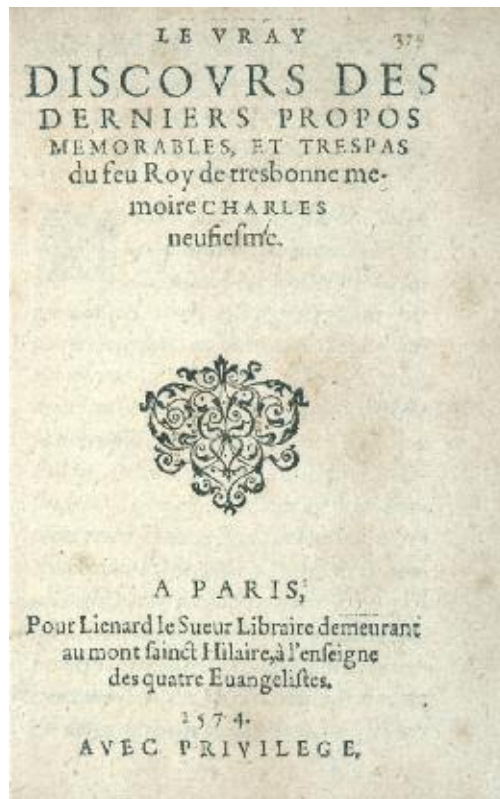 LE VRAY
379
DISCOVRS DES
DERNIERS PROPOS
MEMORABLES, ET TRESPAS
du feu Roy de tresbonne me-
moire CHARLES
neufiesme.
A PARIS,
Pour Lienard le Sueur Libraire demeurant
au mont sainct Hilaire, à l'enseigne
des quatre Euangelistes.
1574.
AVEC PRIVILEGE.